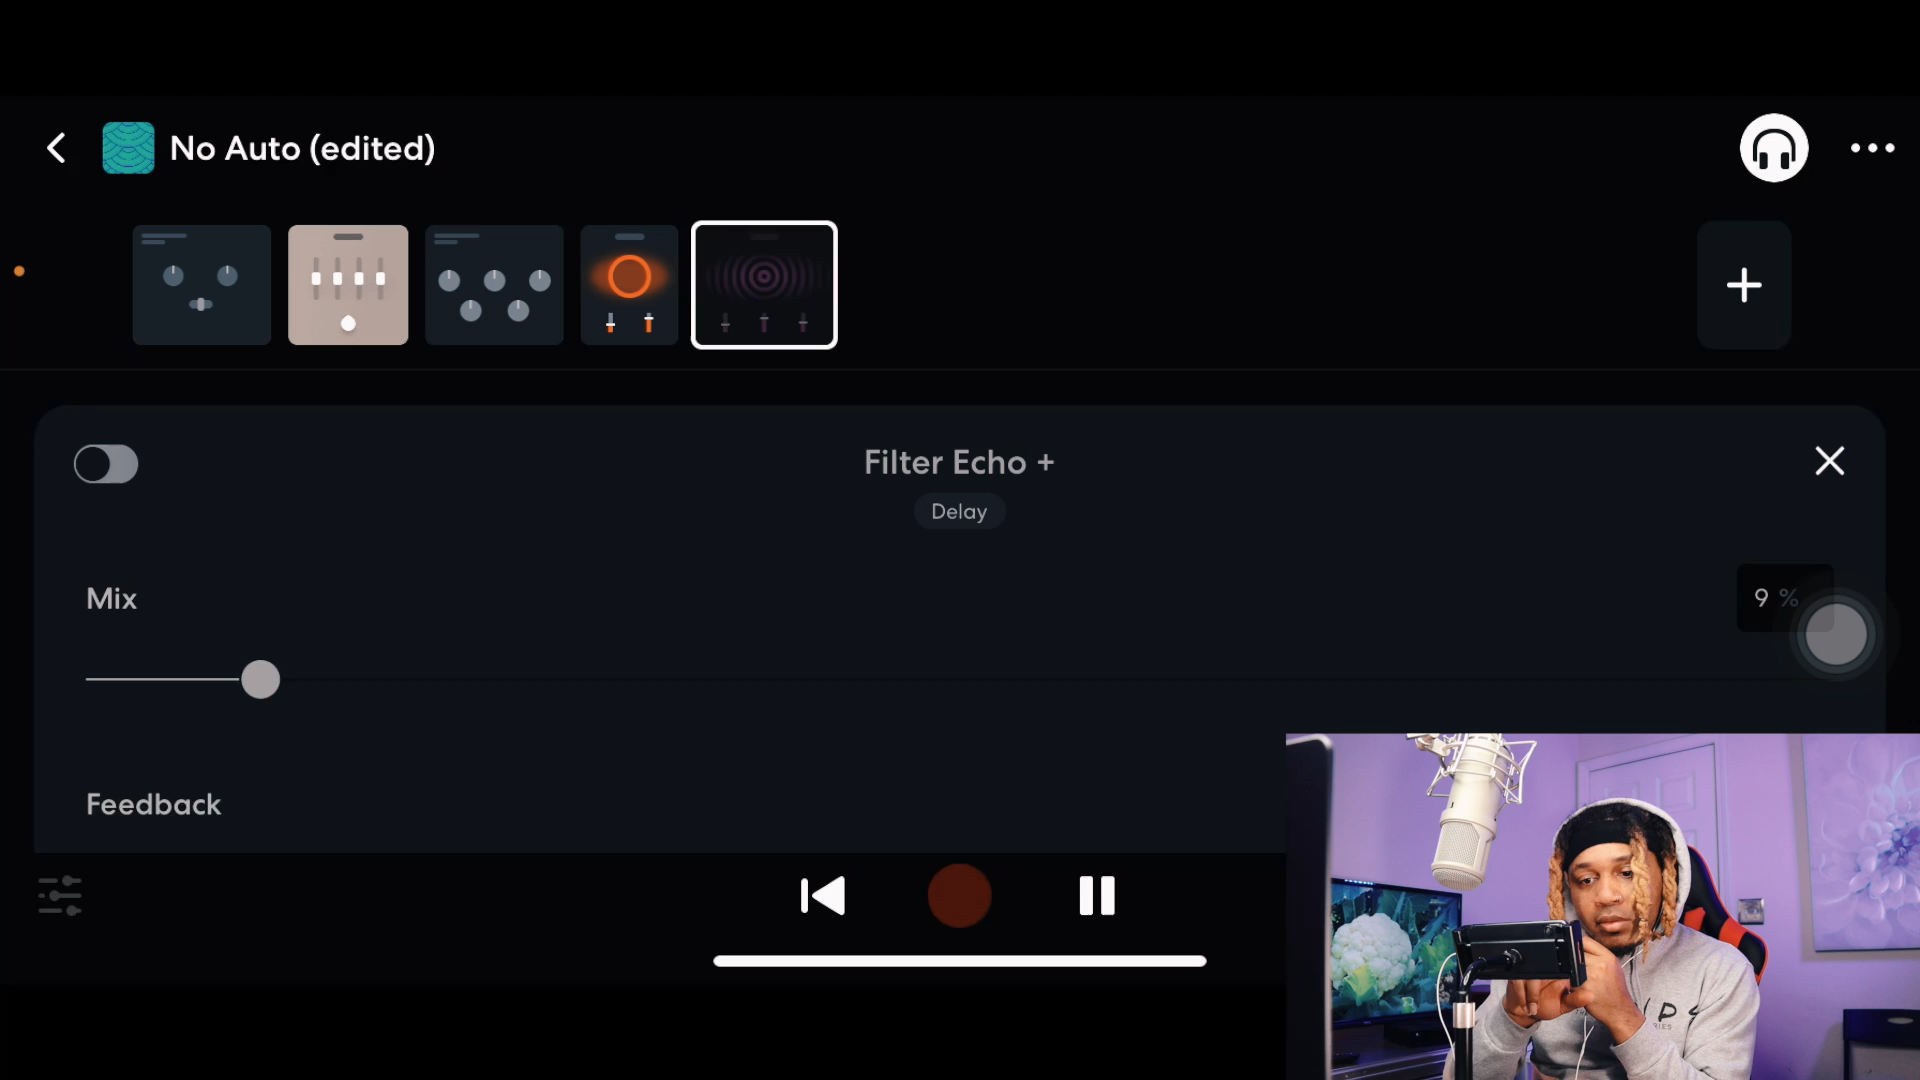 No Auto (edited)
Filter Echo +
Delay
Mix
9 %
Feedback